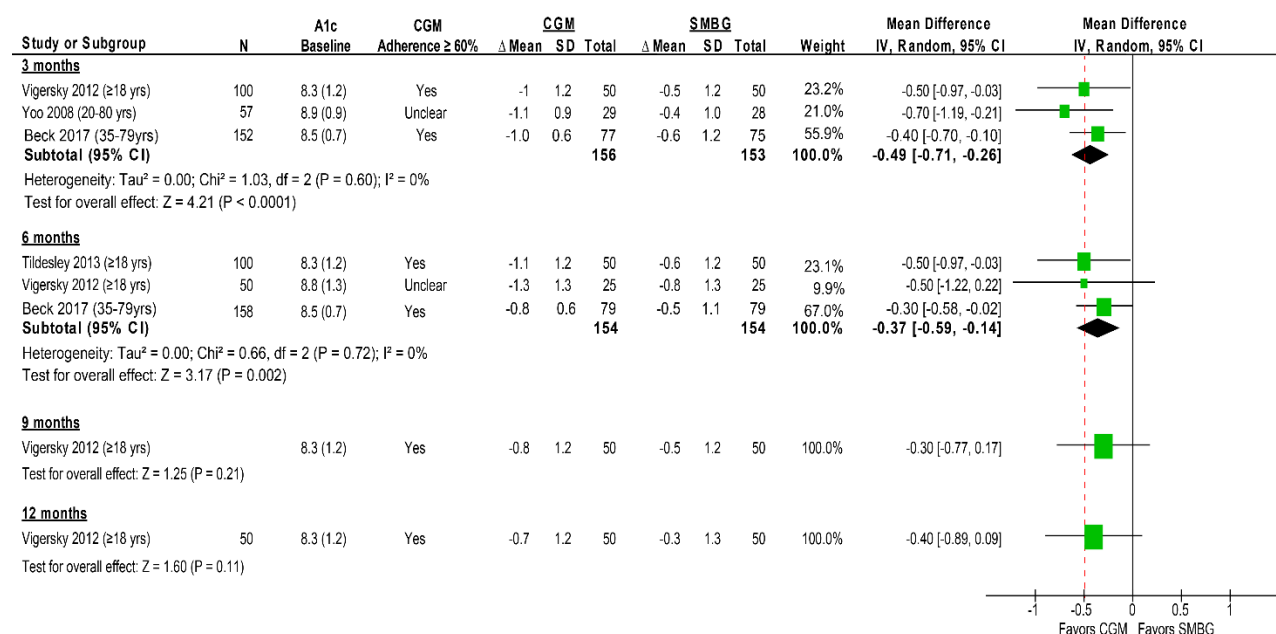 A1c CGM CGM SMBG Mean Difference Mean Difference
Study or Subgroup N Baseline Adherence ≥ 60% Δ Mean SD Total Δ Mean SD Total Weight IV, Random, 95% CI IV, Random, 95% CI
3 months
Vigersky 2012 (≥18 yrs) 100 8.3 (1.2) Yes -1 1.2 50 -0.5 1.2 50 23.2% -0.50 [-0.97, -0.03]
Yoo 2008 (20-80 yrs) 57 8.9 (0.9) Unclear -1.1 0.9 29 -0.4 1.0 28 21.0% -0.70 [-1.19, -0.21]
Beck 2017 (35-79yrs) 152 8.5 (0.7) Yes -1.0 0.6 77 -0.6 1.2 75 55.9% -0.40 [-0.70, -0.10]
Subtotal (95% CI) 156 153 100.0% -0.49 [-0.71, -0.26]
Heterogeneity: Tau² = 0.00; Chi² = 1.03, df = 2 (P = 0.60); I² = 0%
Test for overall effect: Z = 4.21 (P < 0.0001)
6 months
Tildesley 2013 (≥18 yrs) 100 8.3 (1.2) Yes -1.1 1.2 50 -0.6 1.2 50 23.1% -0.50 [-0.97, -0.03]
Vigersky 2012 (≥18 yrs) 50 8.8 (1.3) Unclear -1.3 1.3 25 -0.8 1.3 25 9.9% -0.50 [-1.22, 0.22]
Beck 2017 (35-79yrs) 158 8.5 (0.7) Yes -0.8 0.6 79 -0.5 1.1 79 67.0% -0.30 [-0.58, -0.02]
Subtotal (95% CI) 154 154 100.0% -0.37 [-0.59, -0.14]
Heterogeneity: Tau² = 0.00; Chi² = 0.66, df = 2 (P = 0.72); I² = 0%
Test for overall effect: Z = 3.17 (P = 0.002)
9 months
Vigersky 2012 (≥18 yrs) 8.3 (1.2) Yes -0.8 1.2 50 -0.5 1.2 50 100.0% -0.30 [-0.77, 0.17]
Test for overall effect: Z = 1.25 (P = 0.21)
12 months
Vigersky 2012 (≥18 yrs) 50 8.3 (1.2) Yes -0.7 1.2 50 -0.3 1.3 50 100.0% -0.40 [-0.89, 0.09]
Test for overall effect: Z = 1.60 (P = 0.11)
-1 -0.5 0 0.5 1
Favors CGM Favors SMBG